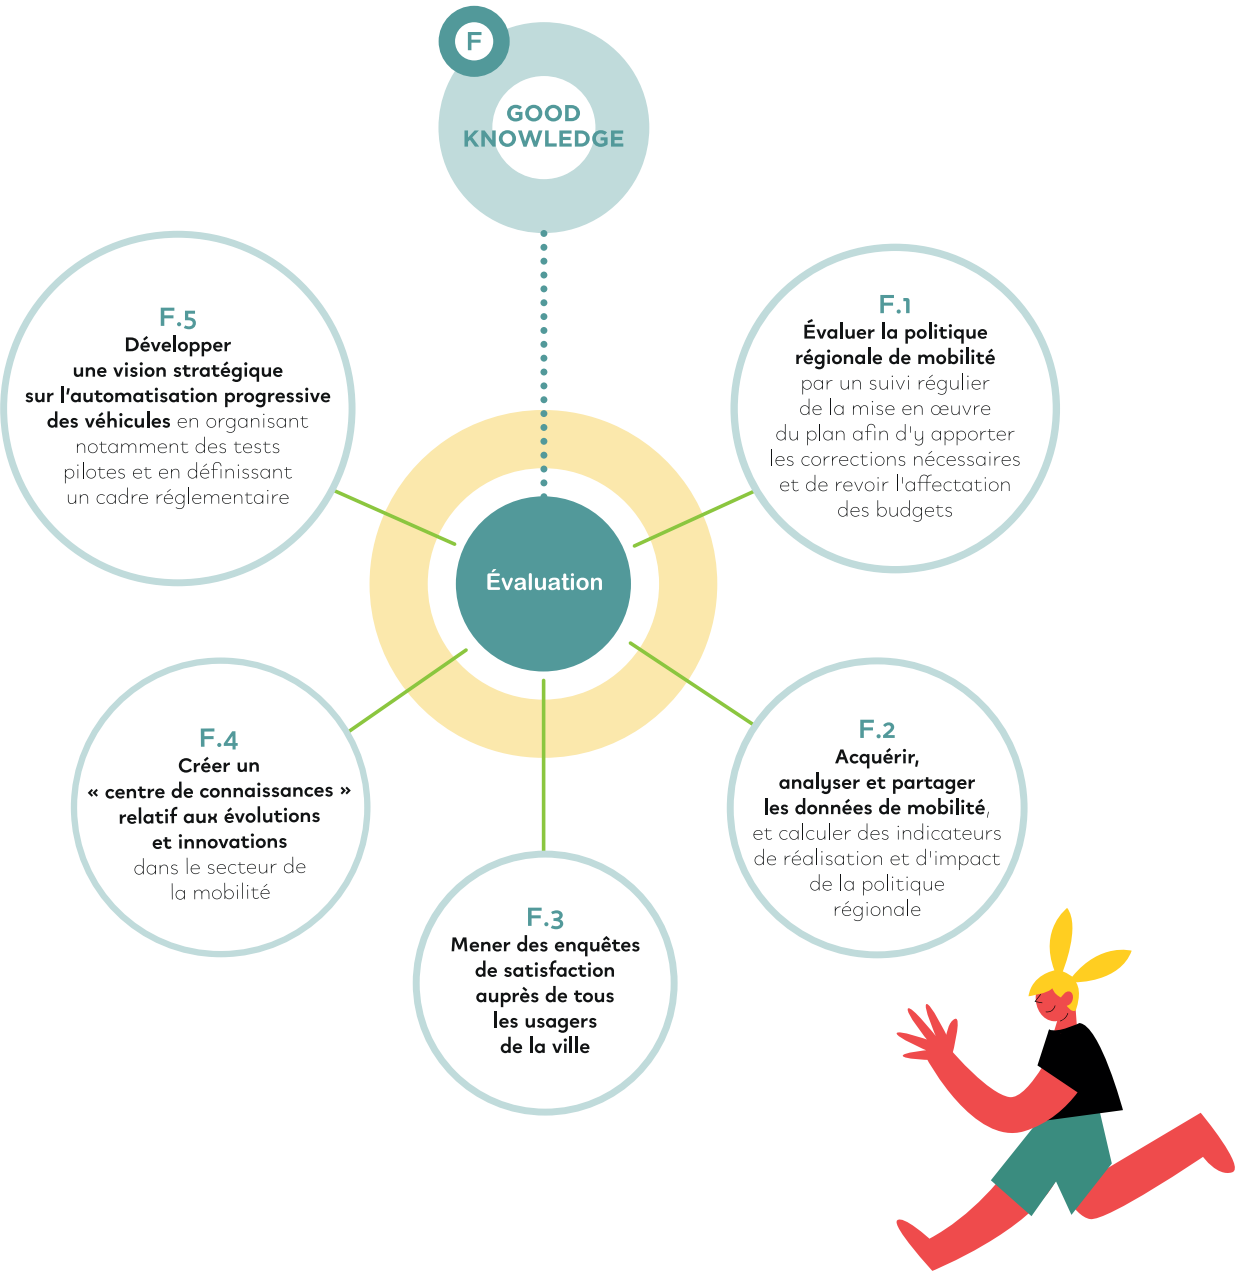 F
GOOD
KNOWLEDGE
F.5
Développer
une vision stratégique
sur l'automatisation progressive
des véhicules en organisant
notamment des tests
pilotes et en définissant
un cadre réglementaire
F.1
Évaluer la politique
régionale de mobilité
par un suivi régulier
de la mise en œuvre
du plan afin d'y apporter
les corrections nécessaires
et de revoir l'affectation
des budgets
Évaluation
F.4
Créer un
« centre de connaissances »
relatif aux évolutions
et innovations
dans le secteur de
la mobilité
F.2
Acquérir,
analyser et partager
les données de mobilité,
et calculer des indicateurs
de réalisation et d'impact
de la politique
régionale
F.3
Mener des enquêtes
de satisfaction
auprès de tous
les usagers
de la ville